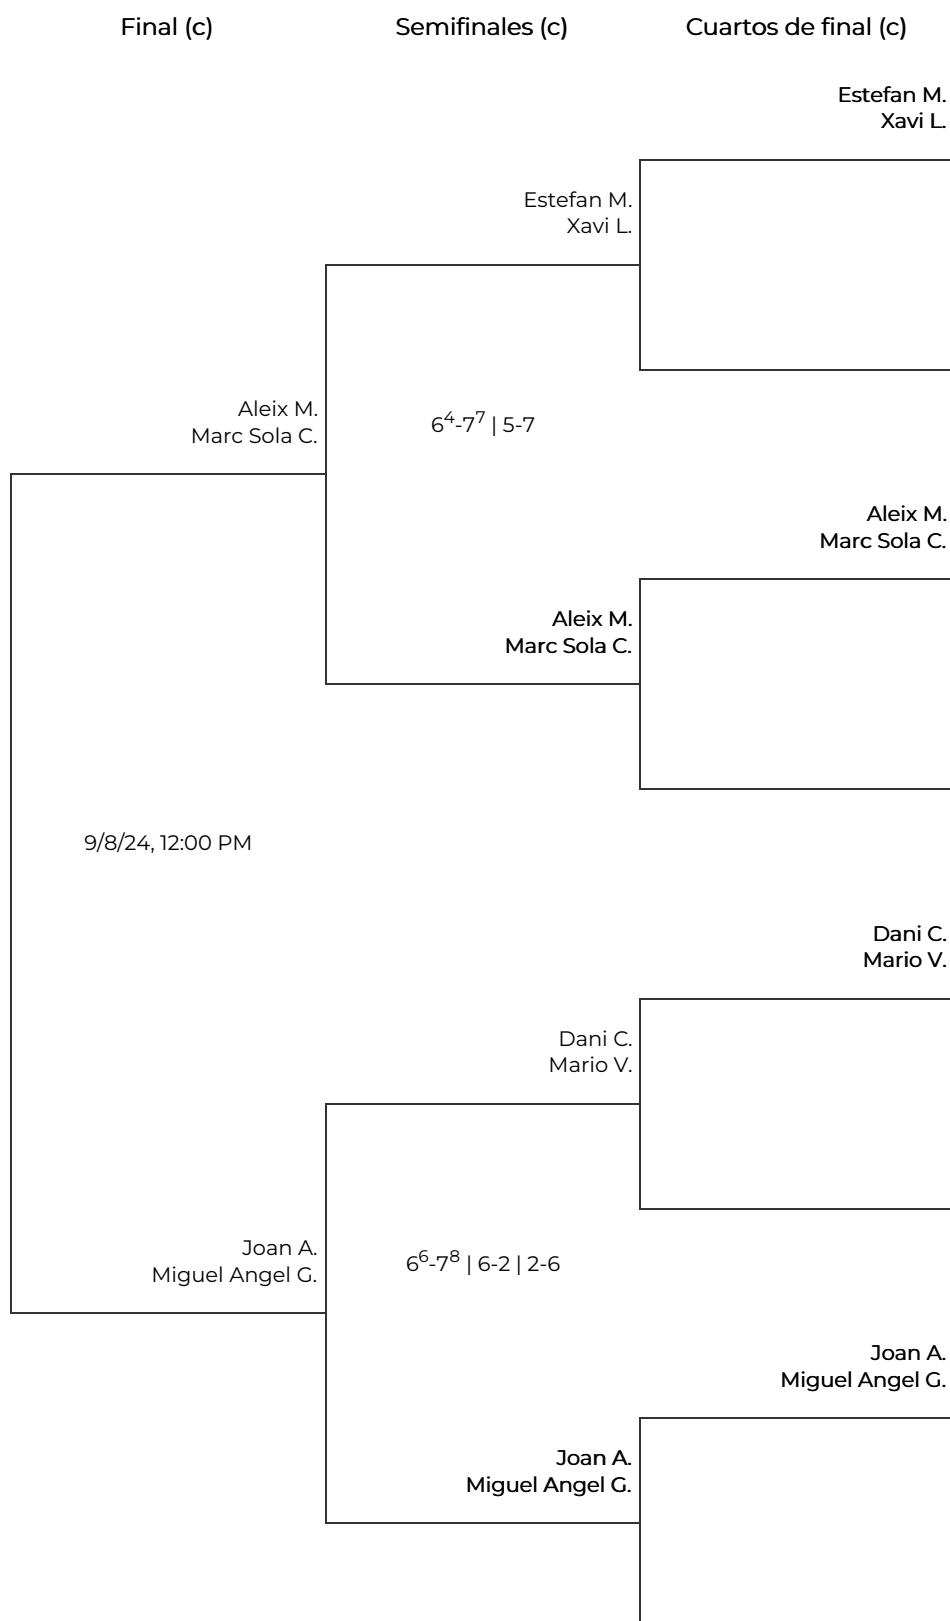 Final (c) Semifinales (c) Cuartos de final (c)
Estefan M.
Xavi L.
Estefan M.
Xavi L.
Aleix M.
Marc Sola C.
6⁴-7⁷ | 5-7
Aleix M.
Marc Sola C.
Aleix M.
Marc Sola C.
9/8/24, 12:00 PM
Dani C.
Mario V.
Dani C.
Mario V.
Joan A.
Miguel Angel G.
6⁶-7⁸ | 6-2 | 2-6
Joan A.
Miguel Angel G.
Joan A.
Miguel Angel G.